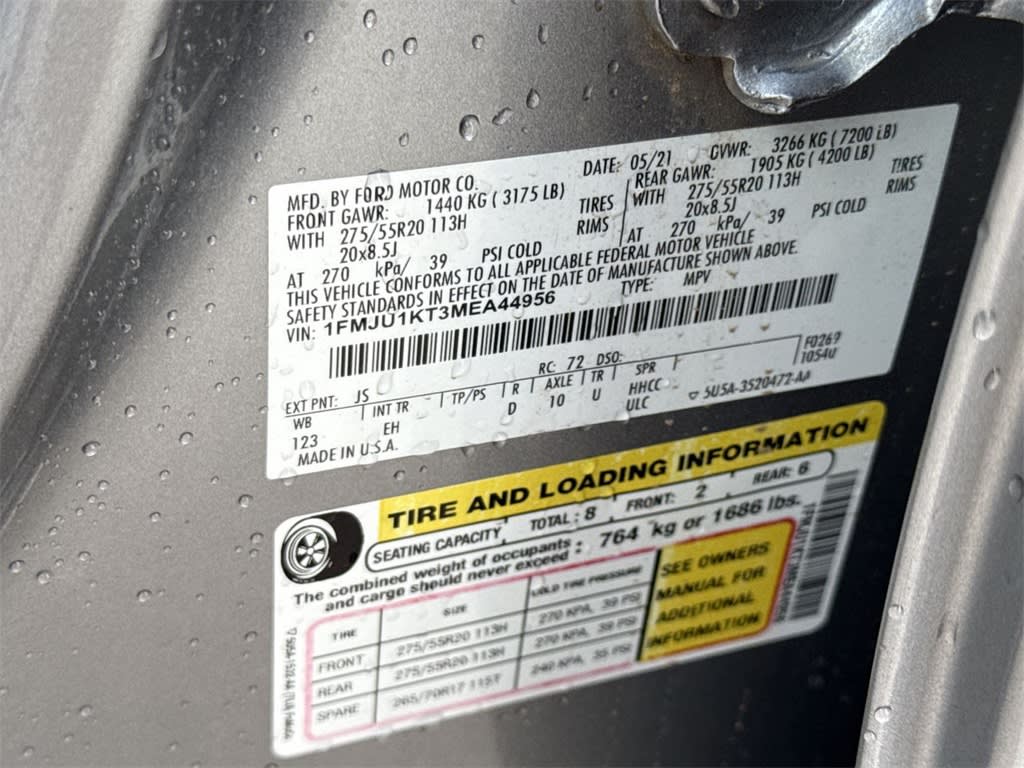 MFD. BY FORD MOTOR CO.
DATE: 05/21 GVWR: 3266 KG ( 7200 LB)
FRONT GAWR: 1440 KG ( 3175 LB)
REAR GAWR: 1905 KG ( 4200 LB)
WITH 275/55R20 113H TIRES
WITH 275/55R20 113H TIRES
20x8.5J RIMS
20x8.5J RIMS
AT 270 kPa/ 39 PSI COLD
AT 270 kPa/ 39 PSI COLD
THIS VEHICLE CONFORMS TO ALL APPLICABLE FEDERAL MOTOR VEHICLE
SAFETY STANDARDS IN EFFECT ON THE DATE OF MANUFACTURE SHOWN ABOVE.
VIN: 1FMJU1KT3MEA44956 TYPE: MPV
F0269
1054U
EXT PNT: JS RC: 72 DSO:
WB INT TR TP/PS R AXLE TR SPR
123 EH D 10 U HHCC
ULC
5U5A-3520472-AA
MADE IN U.S.A.
TIRE AND LOADING INFORMATION
SEATING CAPACITY TOTAL: 8 FRONT: 2 REAR: 6
The combined weight of occupants : 764 kg or 1686 lbs.
and cargo should never exceed
TIRE SIZE COLD TIRE PRESSURE
FRONT 275/55R20 113H 270 KPA, 39 PSI
REAR 275/55R20 113H 270 KPA, 39 PSI
SPARE 265/70R17 115T 240 KPA, 35 PSI
SEE OWNERS
MANUAL FOR
ADDITIONAL
INFORMATION